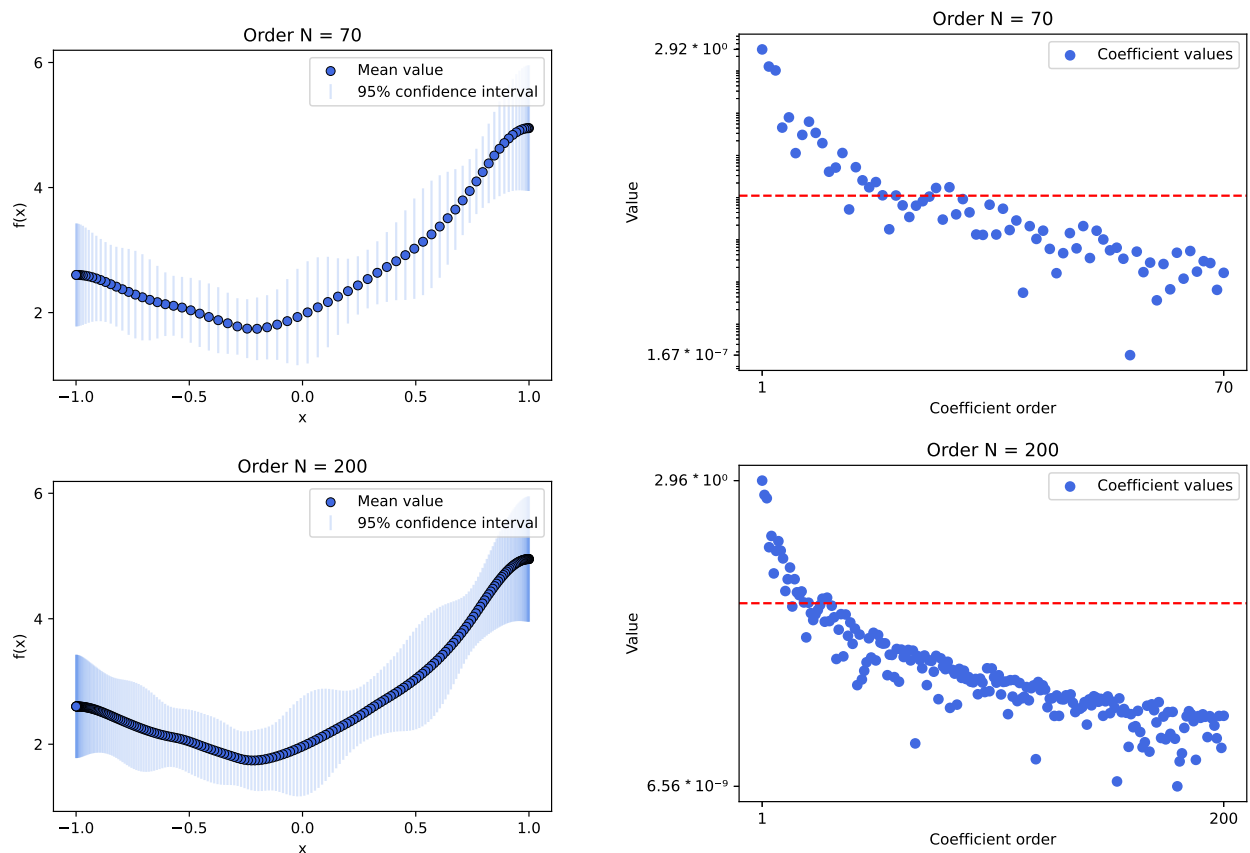 Order N = 70
6
4
2
f(x)
−1.0
−0.5
0.0
0.5
1.0
x
Mean value
95% confidence interval
Order N = 70
2.92 * 10⁰
1.67 * 10⁻⁷
Value
1
70
Coefficient order
Coefficient values
Order N = 200
6
4
2
f(x)
−1.0
−0.5
0.0
0.5
1.0
x
Mean value
95% confidence interval
Order N = 200
2.96 * 10⁰
6.56 * 10⁻⁹
Value
1
200
Coefficient order
Coefficient values